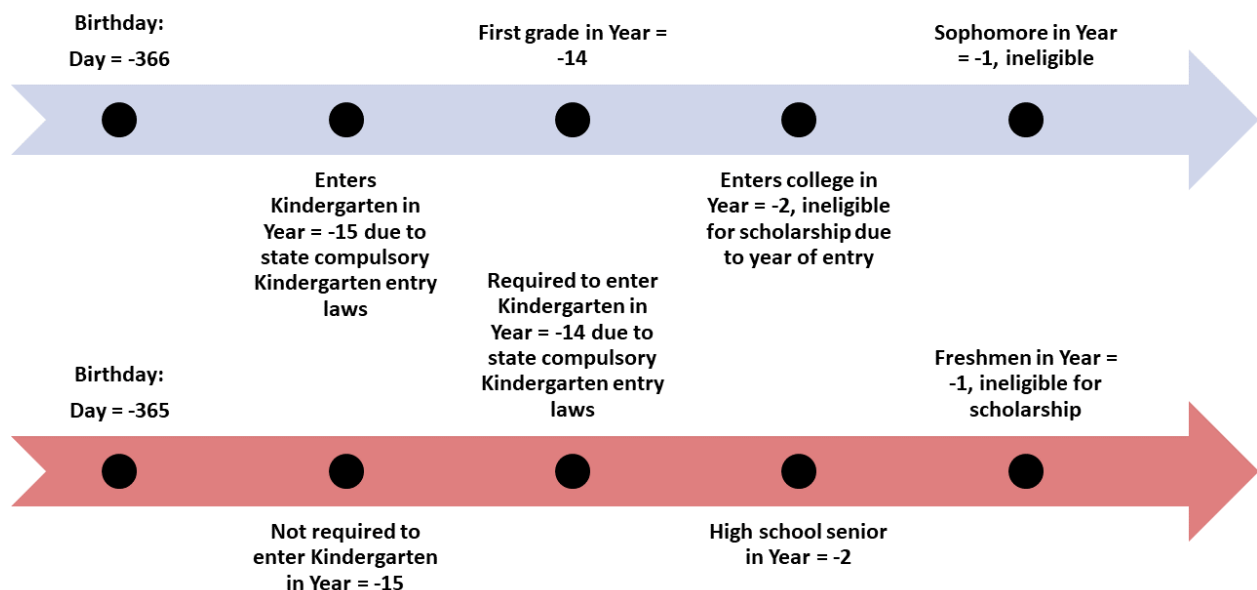 Birthday:
Day = -366
First grade in Year =
-14
Sophomore in Year
= -1, ineligible
Enters
Kindergarten in
Year = -15 due to
state compulsory
Kindergarten entry
laws
Enters college in
Year = -2, ineligible
for scholarship due
to year of entry
Birthday:
Day = -365
Required to enter
Kindergarten in
Year = -14 due to
state compulsory
Kindergarten entry
laws
Freshmen in Year =
-1, ineligible for
scholarship
Not required to
enter Kindergarten
in Year = -15
High school senior
in Year = -2